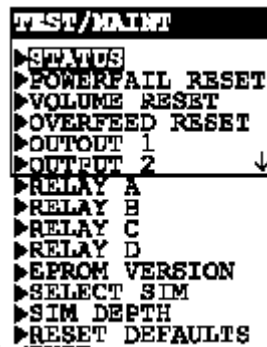 TEST/MAINT
STATUS
POWERFAIL RESET
VOLUME RESET
OVERFEED RESET
OUTOUT 1
OUTPUT 2
RELAY A
RELAY B
RELAY C
RELAY D
EPROM VERSION
SELECT SIM
SIM DEPTH
RESET DEFAULTS